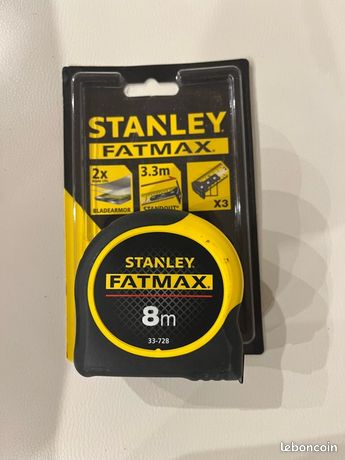 STANLEY
FATMAX.
2x
3.3m
BLADEARMOR
STANDOUT
X3
STANLEY
FATMAX.
8m
33-728
leboncoin